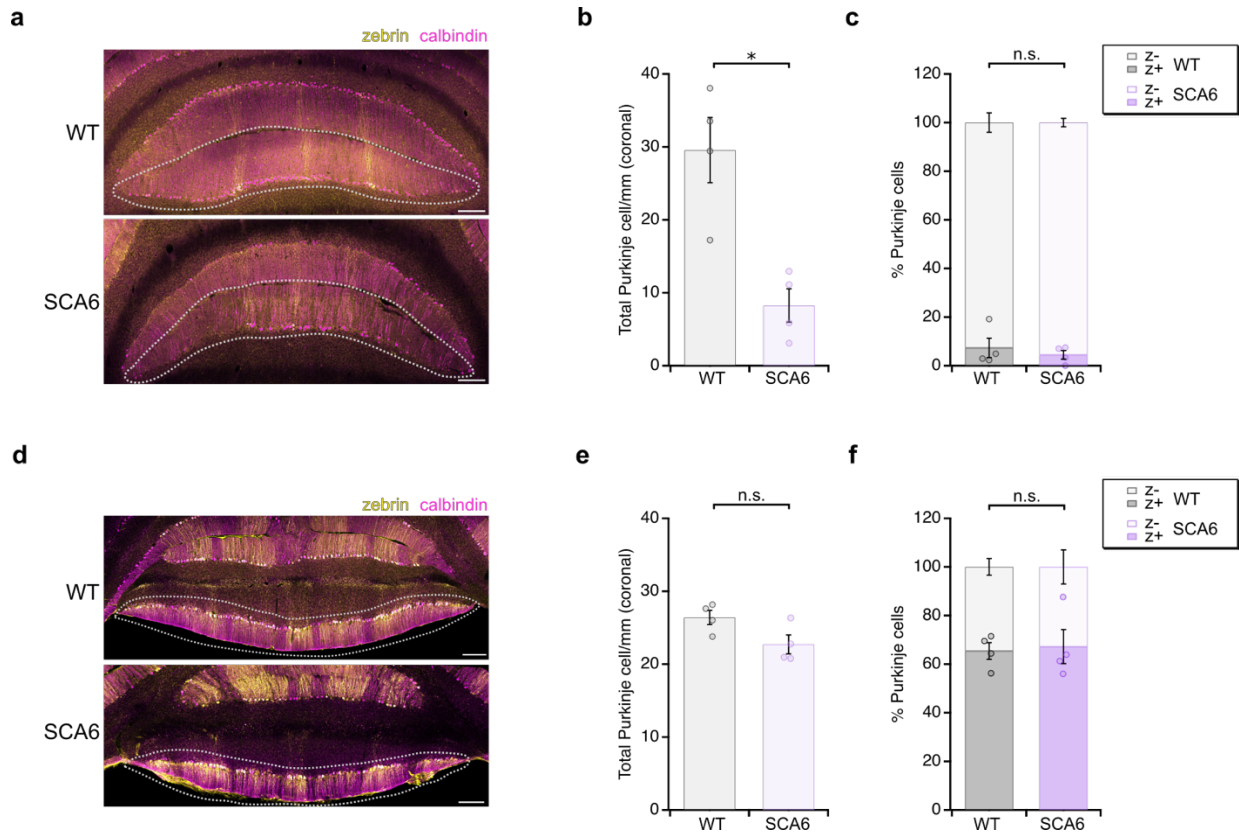 a
zebrin calbindin
WT
SCA6
b
Total Purkinje cell/mm (coronal)
40
30
20
10
0
*
WT SCA6
c
% Purkinje cells
120
100
80
60
40
20
0
n.s.
WT SCA6
z-
z+ WT
z-
z+ SCA6
d
zebrin calbindin
WT
SCA6
e
Total Purkinje cell/mm (coronal)
40
30
20
10
0
n.s.
WT SCA6
f
% Purkinje cells
120
100
80
60
40
20
0
n.s.
WT SCA6
z-
z+ WT
z-
z+ SCA6